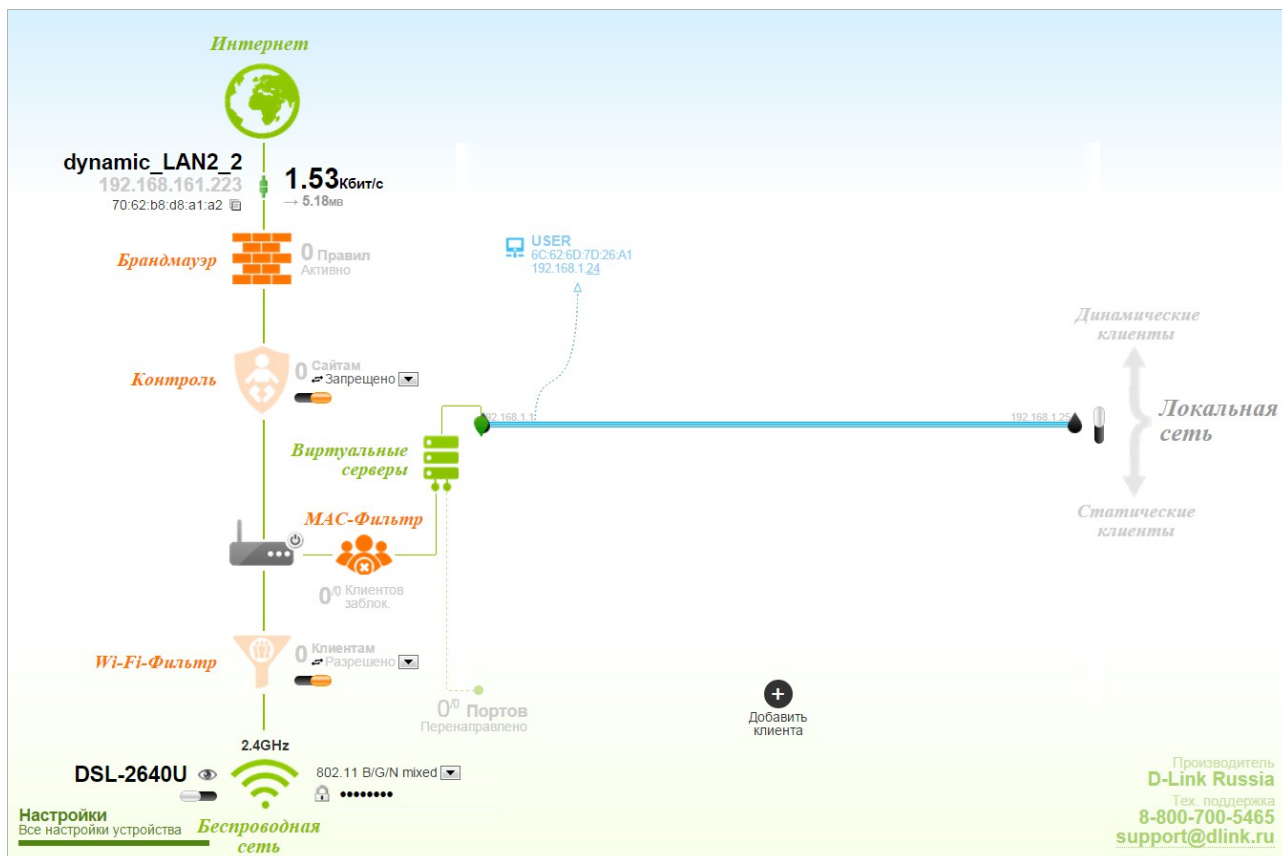 Интернет
dynamic_LAN2_2
192.168.161.223
70:62:b8:d8:a1:a2
1.53Кбит/с
→ 5.18МВ
Брандмауэр
0 Правил
Активно
USER
6C:62:6D:7D:26:A1
192.168.1.24
Контроль
0 Сайтам
Запрещено
Динамические
клиенты
92.168.1.1
192.168.1.25
Локальная
сеть
Виртуальные
серверы
Статические
клиенты
MAC-Фильтр
0/0 Клиентов
заблок.
Wi-Fi-Фильтр
0 Клиентам
Разрешено
0/0 Портов
Перенаправлено
Добавить
клиента
2.4GHz
DSL-2640U
802.11 B/G/N mixed
••••••••
Беспроводная
сеть
Настройки
Все настройки устройства
Производитель
D-Link Russia
Тех. поддержка
8-800-700-5465
support@dlink.ru